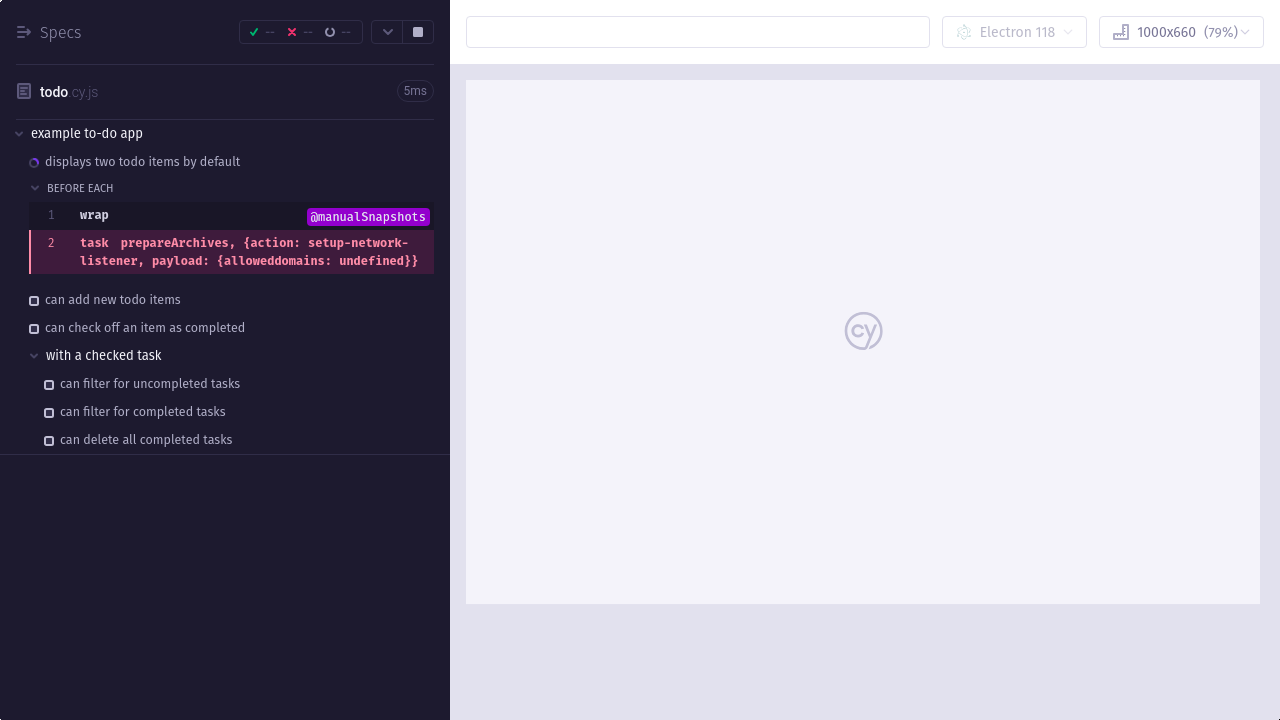 Specs
--
--
--
todo.cy.js
5ms
example to-do app
displays two todo items by default
BEFORE EACH
1 wrap @manualSnapshots
2 task prepareArchives, {action: setup-network-
listener, payload: {alloweddomains: undefined}}
can add new todo items
can check off an item as completed
with a checked task
can filter for uncompleted tasks
can filter for completed tasks
can delete all completed tasks
Electron 118
1000x660 (79%)
cy